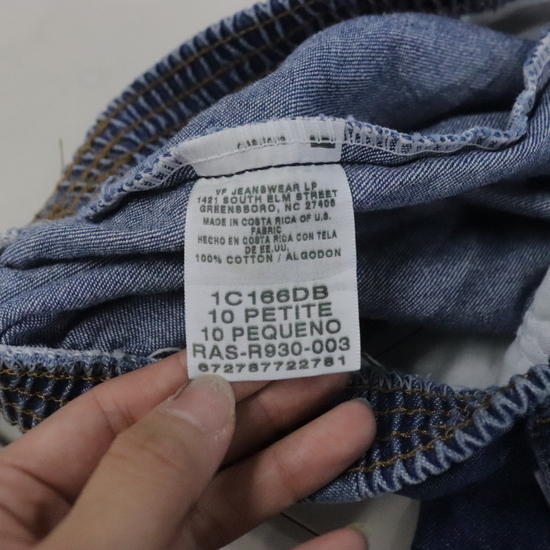 VF JEANSWEAR LP
1421 SOUTH ELM STREET
GREENSBORO, NC 27406
MADE IN COSTA RICA OF U.S.
FABRIC
HECHO EN COSTA RICA CON TELA
DE EE.UU.
100% COTTON / ALGODON
1C166DB
10 PETITE
10 PEQUENO
RAS-R930-003
672787722781